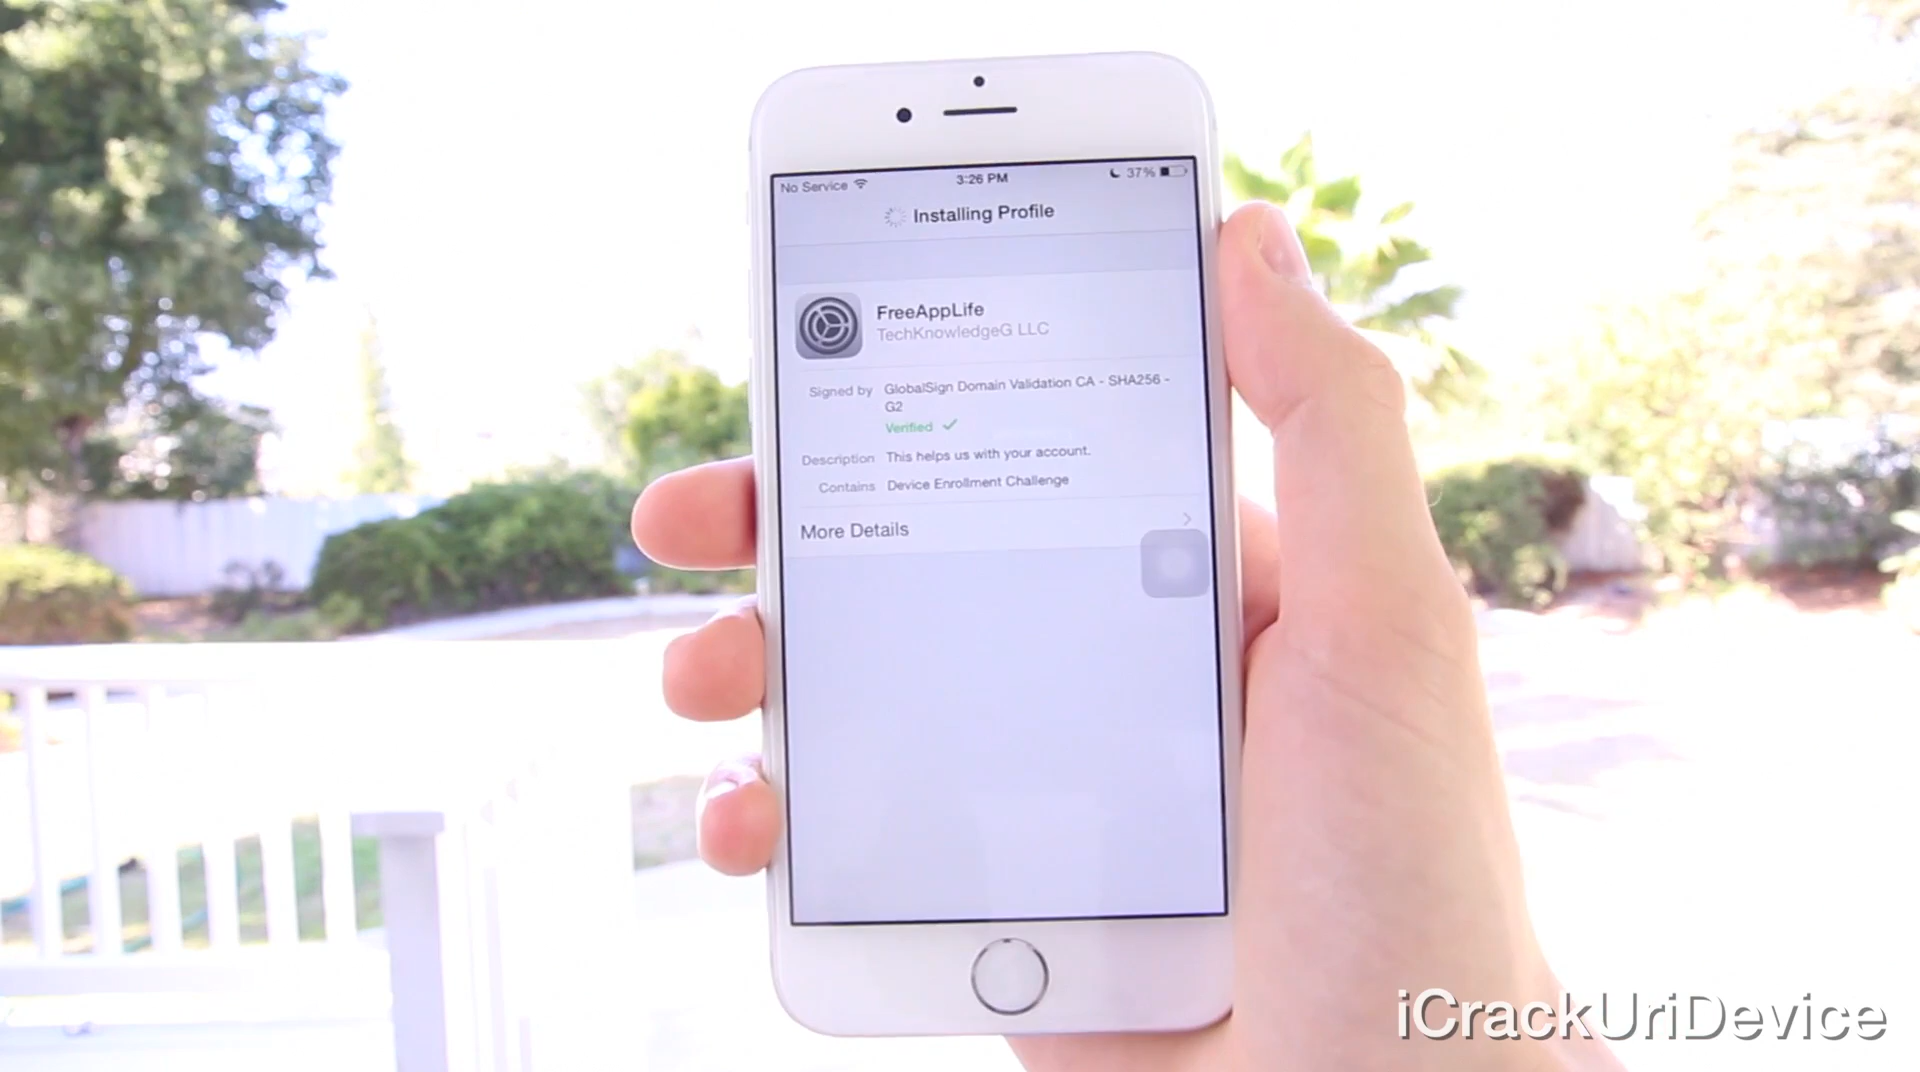 No Service
3:26 PM
37%
Installing Profile
FreeAppLife
TechKnowledgeG LLC
Signed by GlobalSign Domain Validation CA - SHA256 -
G2
Verified
Description This helps us with your account.
Contains Device Enrollment Challenge
More Details
iCrackUriDevice